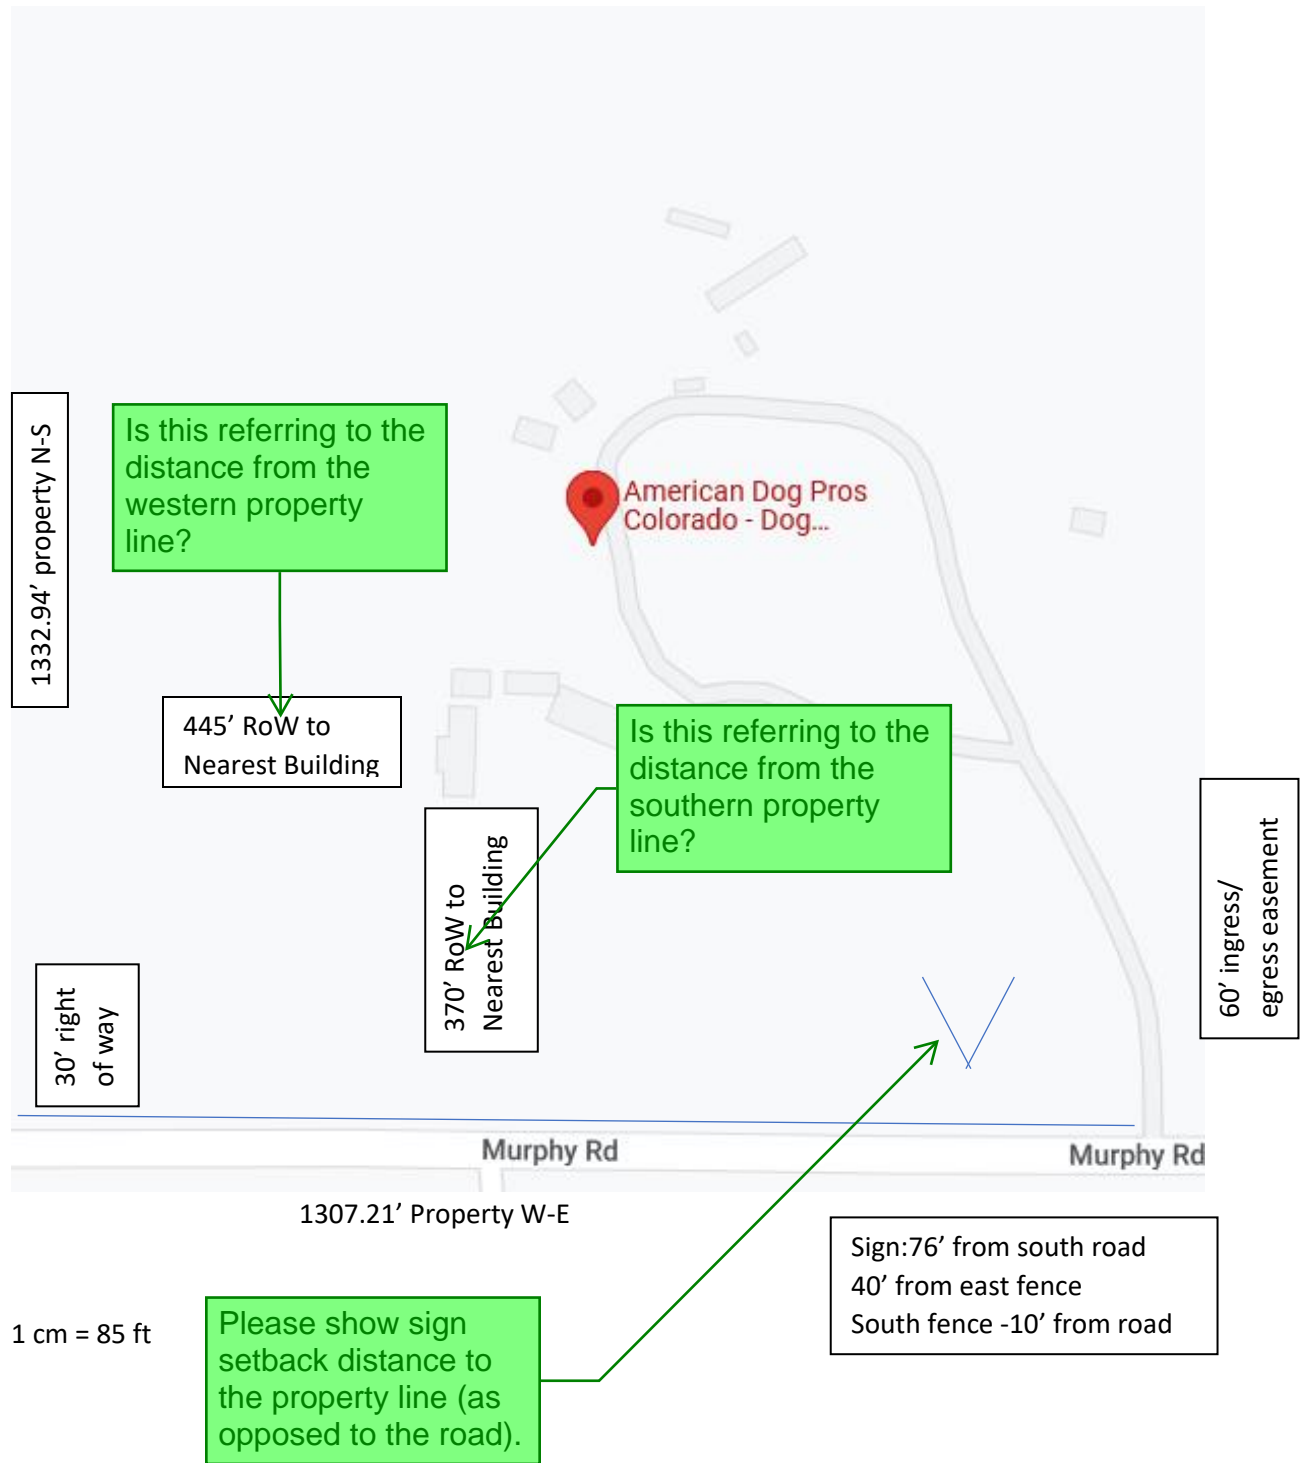 1332.94’ property N-S
Is this referring to the
distance from the
western property
line?
American Dog Pros
Colorado - Dog...
445’ RoW to
Nearest Building
Is this referring to the
distance from the
southern property
line?
370’ RoW to
Nearest Building
60’ ingress/
egress easement
30’ right
of way
Murphy Rd
Murphy Rd
1307.21’ Property W-E
Sign:76’ from south road
40’ from east fence
South fence -10’ from road
1 cm = 85 ft
Please show sign
setback distance to
the property line (as
opposed to the road).